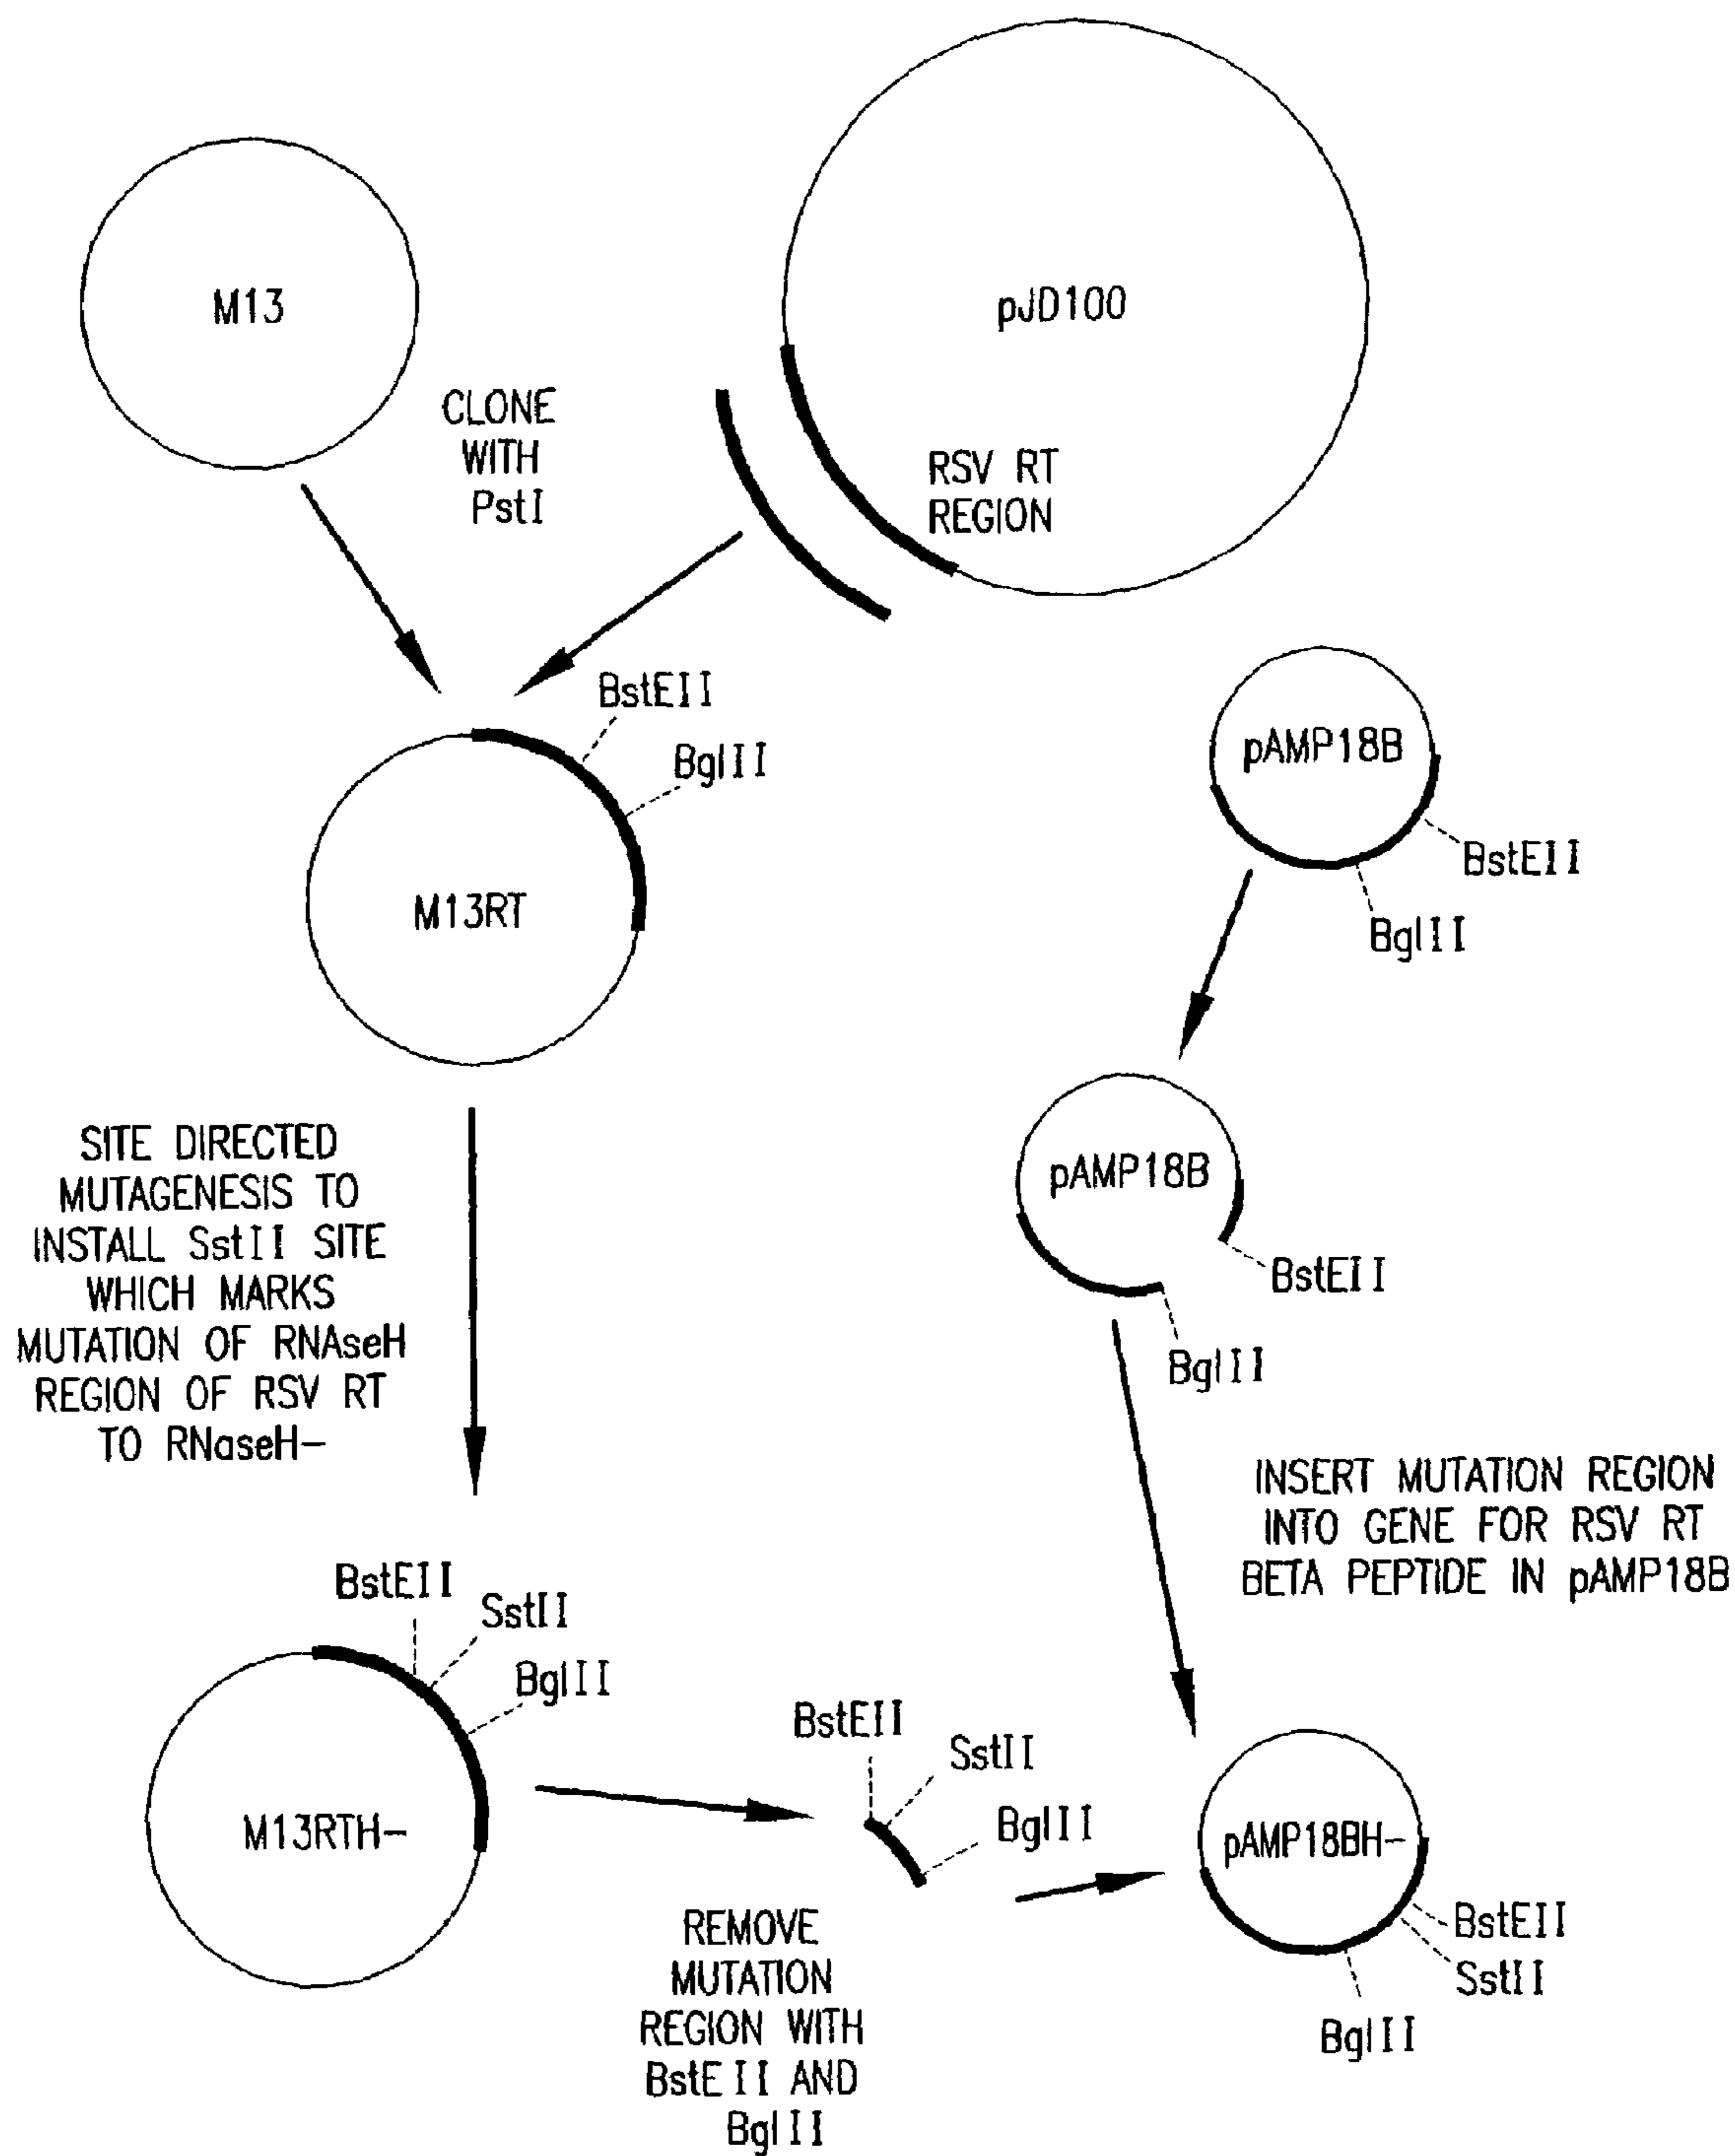 M13
pJD100
CLONE
WITH
PstI
RSV RT
REGION
BstEII
BglII
M13RT
pAMP18B
BstEII
BglII
SITE DIRECTED
MUTAGENESIS TO
INSTALL SstII SITE
WHICH MARKS
MUTATION OF RNAseH
REGION OF RSV RT
TO RNaseH-
pAMP18B
BstEII
BglII
INSERT MUTATION REGION
INTO GENE FOR RSV RT
BETA PEPTIDE IN pAMP18B
BstEII
SstII
BglII
M13RTH-
BstEII
SstII
BglII
REMOVE
MUTATION
REGION WITH
BstE II AND
BglII
pAMP18BH-
BstEII
SstII
BglII